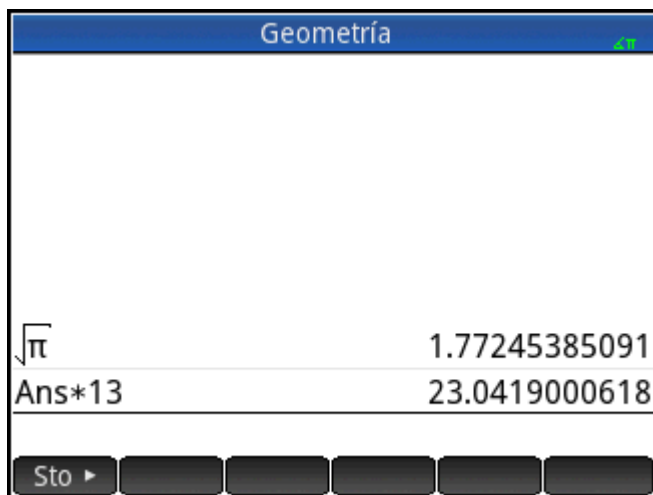 Geometría
∡π
√π
1.77245385091
Ans*13
23.0419000618
Sto ►